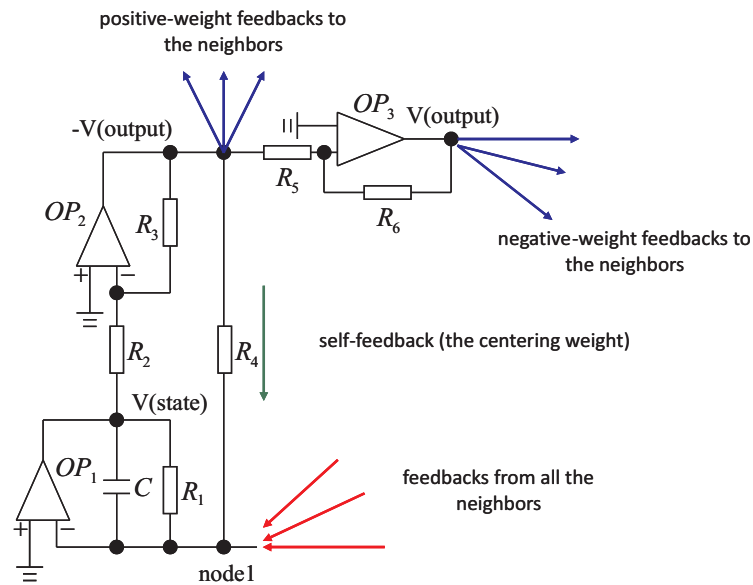 positive-weight feedbacks to
the neighbors
-V(output)
OP₃
V(output)
R₅
R₆
OP₂
R₃
+
−
negative-weight feedbacks to
the neighbors
R₂
R₄
self-feedback (the centering weight)
V(state)
OP₁
C
R₁
feedbacks from all the
neighbors
+
−
node1